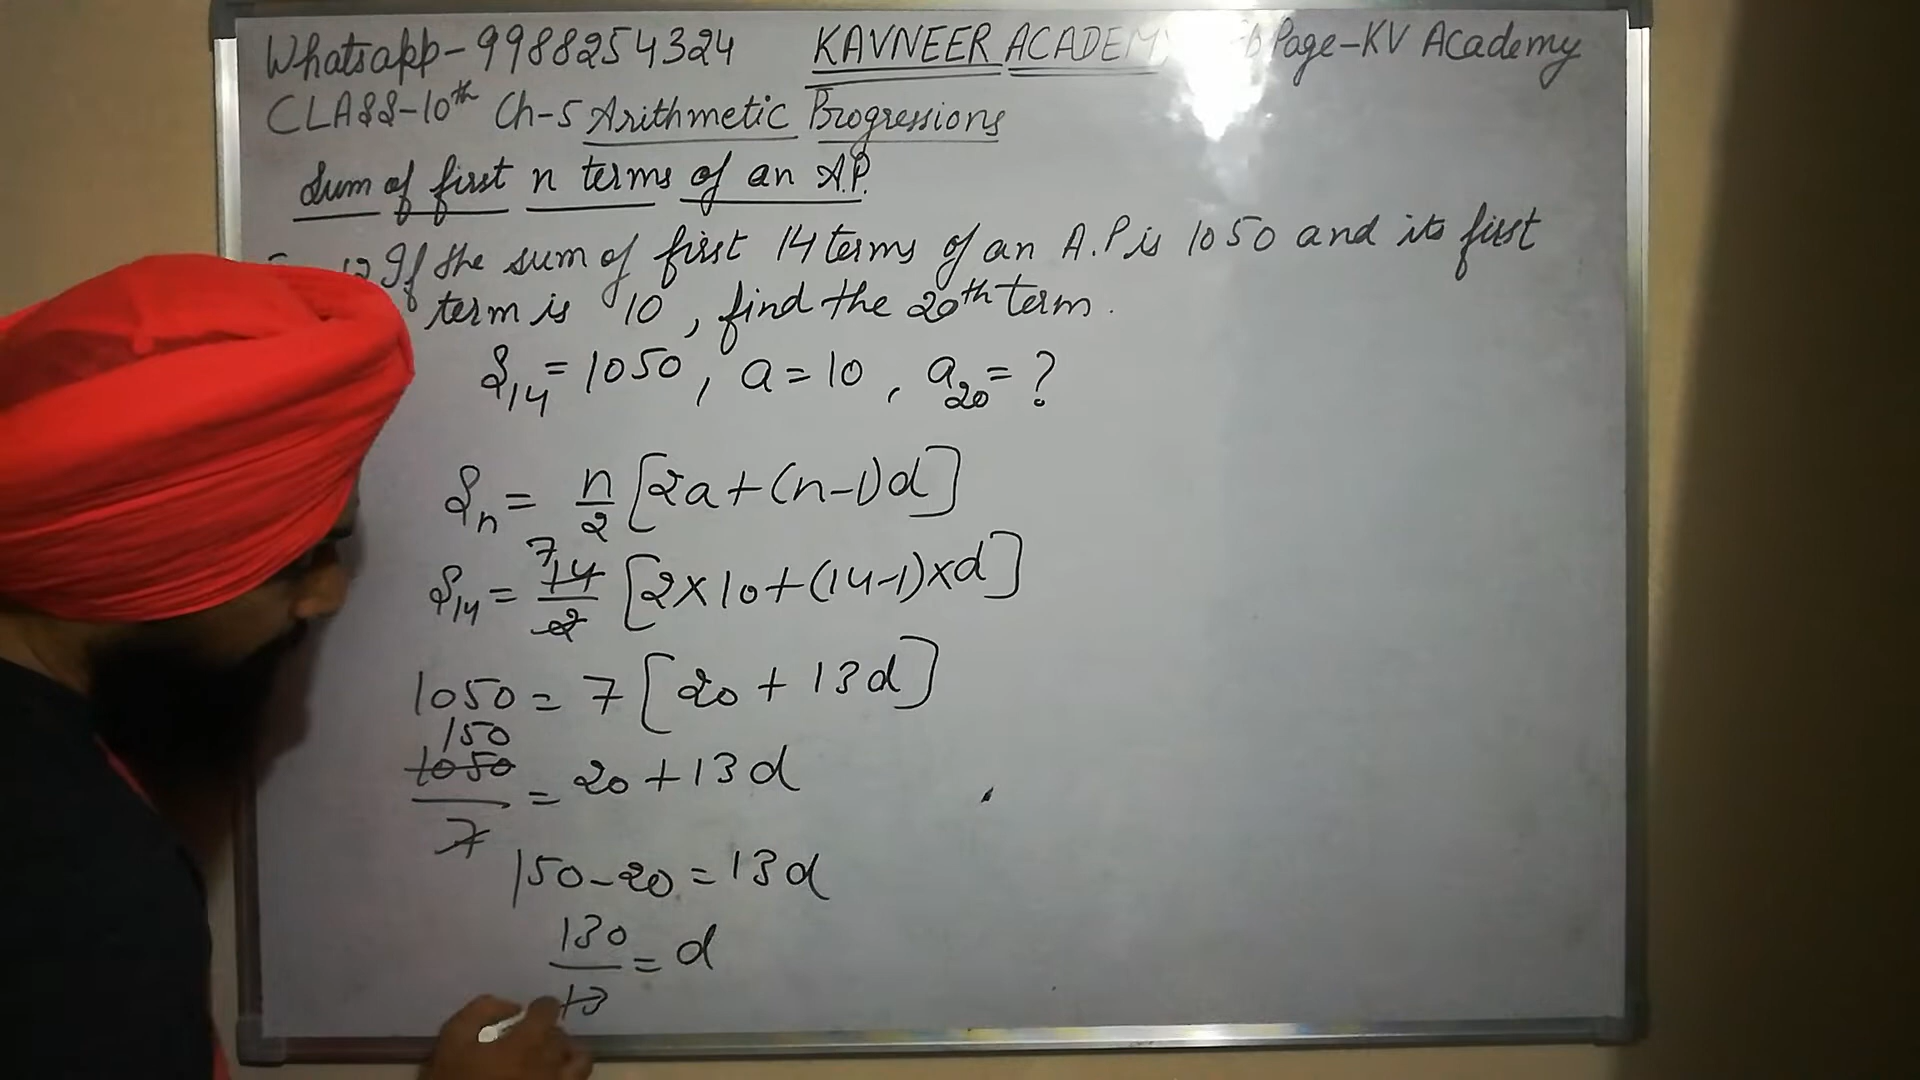 Whatsapp-9988254324 KAVNEER ACADEM Page-KV Academy
CLASS-10th Ch-5 Arithmetic Progressions
Sum of first n terms of an A.P.
If the sum of first 14 terms of an A.P is 1050 and its first
term is 10, find the 20th term.
S14 = 1050, a = 10, a20 = ?
Sn = n/2 [2a + (n-1)d]
7
S14 = 14/2 [2×10 + (14-1)×d]
1050 = 7 [20 + 13d]
150
1050/7 = 20 + 13d
150 - 20 = 13d
130/13 = d